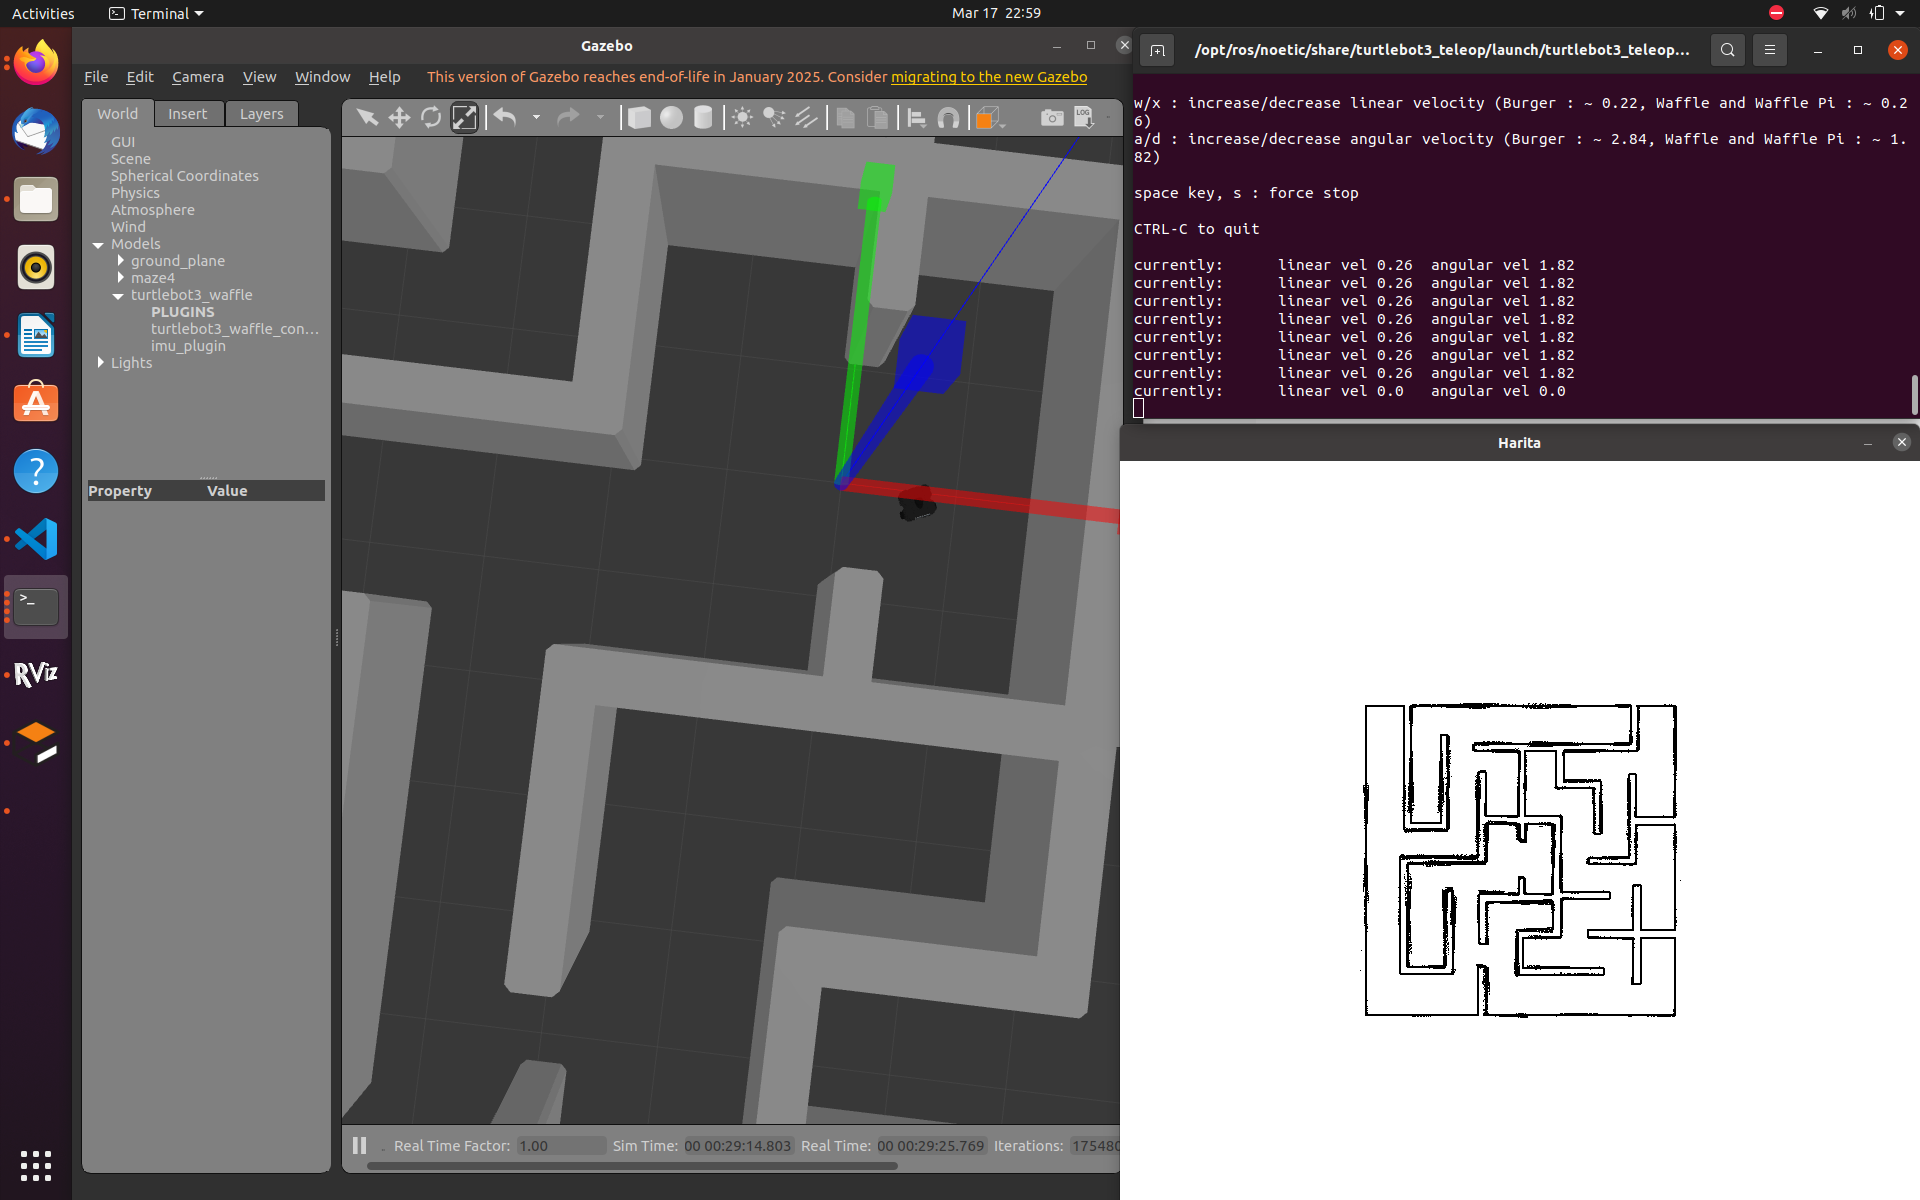 Activities
Terminal
Mar 17 22:59
Gazebo
File Edit Camera View Window Help
This version of Gazebo reaches end-of-life in January 2025. Consider migrating to the new Gazebo
World Insert Layers
GUI
Scene
Spherical Coordinates
Physics
Atmosphere
Wind
Models
ground_plane
maze4
turtlebot3_waffle
PLUGINS
turtlebot3_waffle_con...
imu_plugin
Lights
Property Value
LOG
RViz
Real Time Factor: 1.00 Sim Time: 00 00:29:14.803 Real Time: 00 00:29:25.769 Iterations: 175480
/opt/ros/noetic/share/turtlebot3_teleop/launch/turtlebot3_teleop...
w/x : increase/decrease linear velocity (Burger : ~ 0.22, Waffle and Waffle Pi : ~ 0.2
6)
a/d : increase/decrease angular velocity (Burger : ~ 2.84, Waffle and Waffle Pi : ~ 1.
82)
space key, s : force stop
CTRL-C to quit
currently: linear vel 0.26 angular vel 1.82
currently: linear vel 0.26 angular vel 1.82
currently: linear vel 0.26 angular vel 1.82
currently: linear vel 0.26 angular vel 1.82
currently: linear vel 0.26 angular vel 1.82
currently: linear vel 0.26 angular vel 1.82
currently: linear vel 0.26 angular vel 1.82
currently: linear vel 0.0 angular vel 0.0
Harita